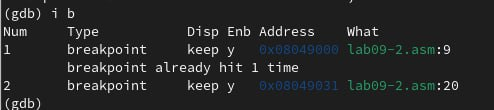 (gdb) i b
Num     Type           Disp Enb Address    What
1       breakpoint     keep y   0x08049000 lab09-2.asm:9
        breakpoint already hit 1 time
2       breakpoint     keep y   0x08049031 lab09-2.asm:20
(gdb)